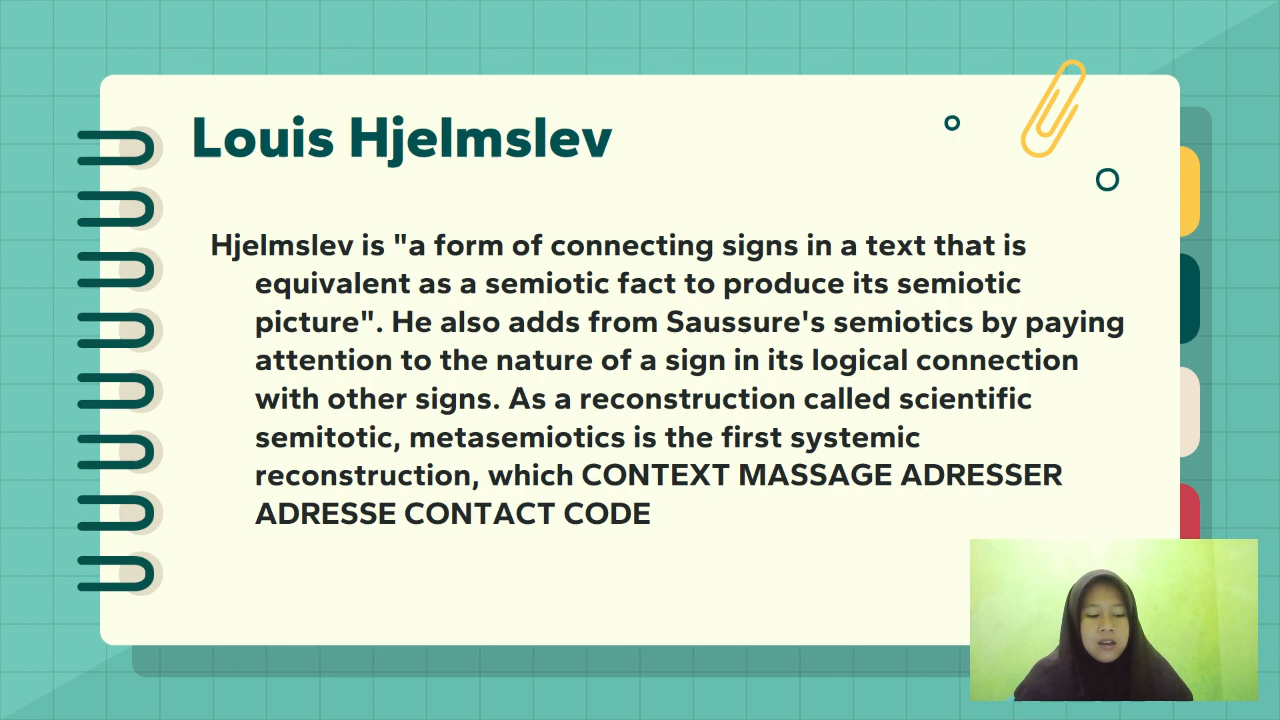 Louis Hjelmslev
Hjelmslev is "a form of connecting signs in a text that is
equivalent as a semiotic fact to produce its semiotic
picture". He also adds from Saussure's semiotics by paying
attention to the nature of a sign in its logical connection
with other signs. As a reconstruction called scientific
semitotic, metasemiotics is the first systemic
reconstruction, which CONTEXT MASSAGE ADRESSER
ADRESSE CONTACT CODE